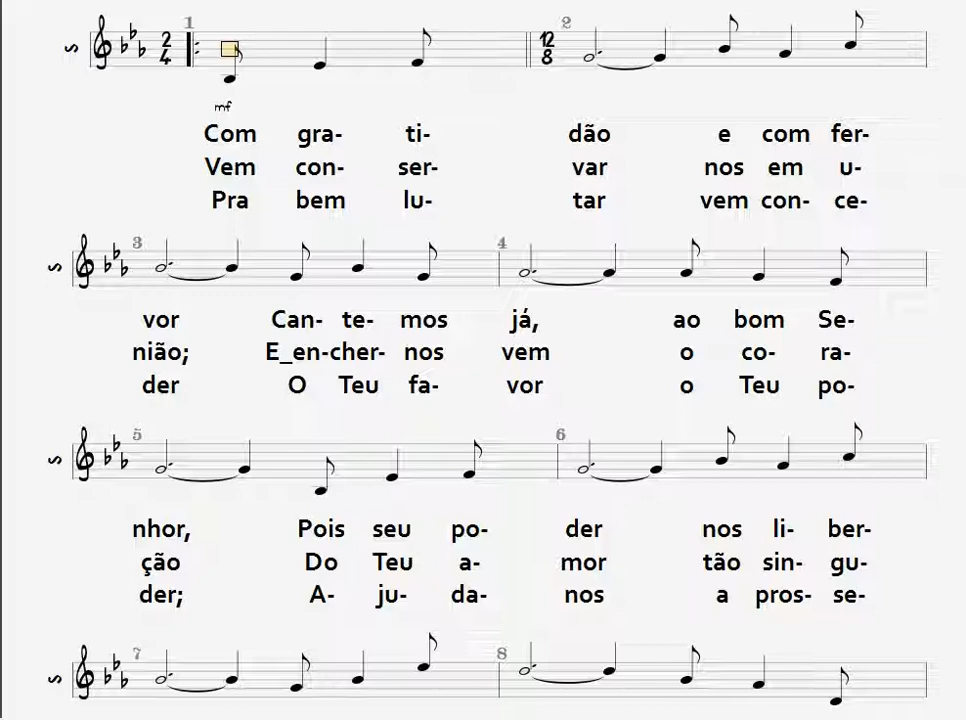 1 2
S 2 4 12 8
mf
Com gra- ti- dão e com fer-
Vem con- ser- var nos em u-
Pra bem lu- tar vem con- ce-
3 4
S
vor Can- te- mos já, ao bom Se-
nião; E_en-cher- nos vem o co- ra-
der O Teu fa- vor o Teu po-
5 6
S
nhor, Pois seu po- der nos li- ber-
ção Do Teu a- mor tão sin- gu-
der; A- ju- da- nos a pros- se-
7 8
S